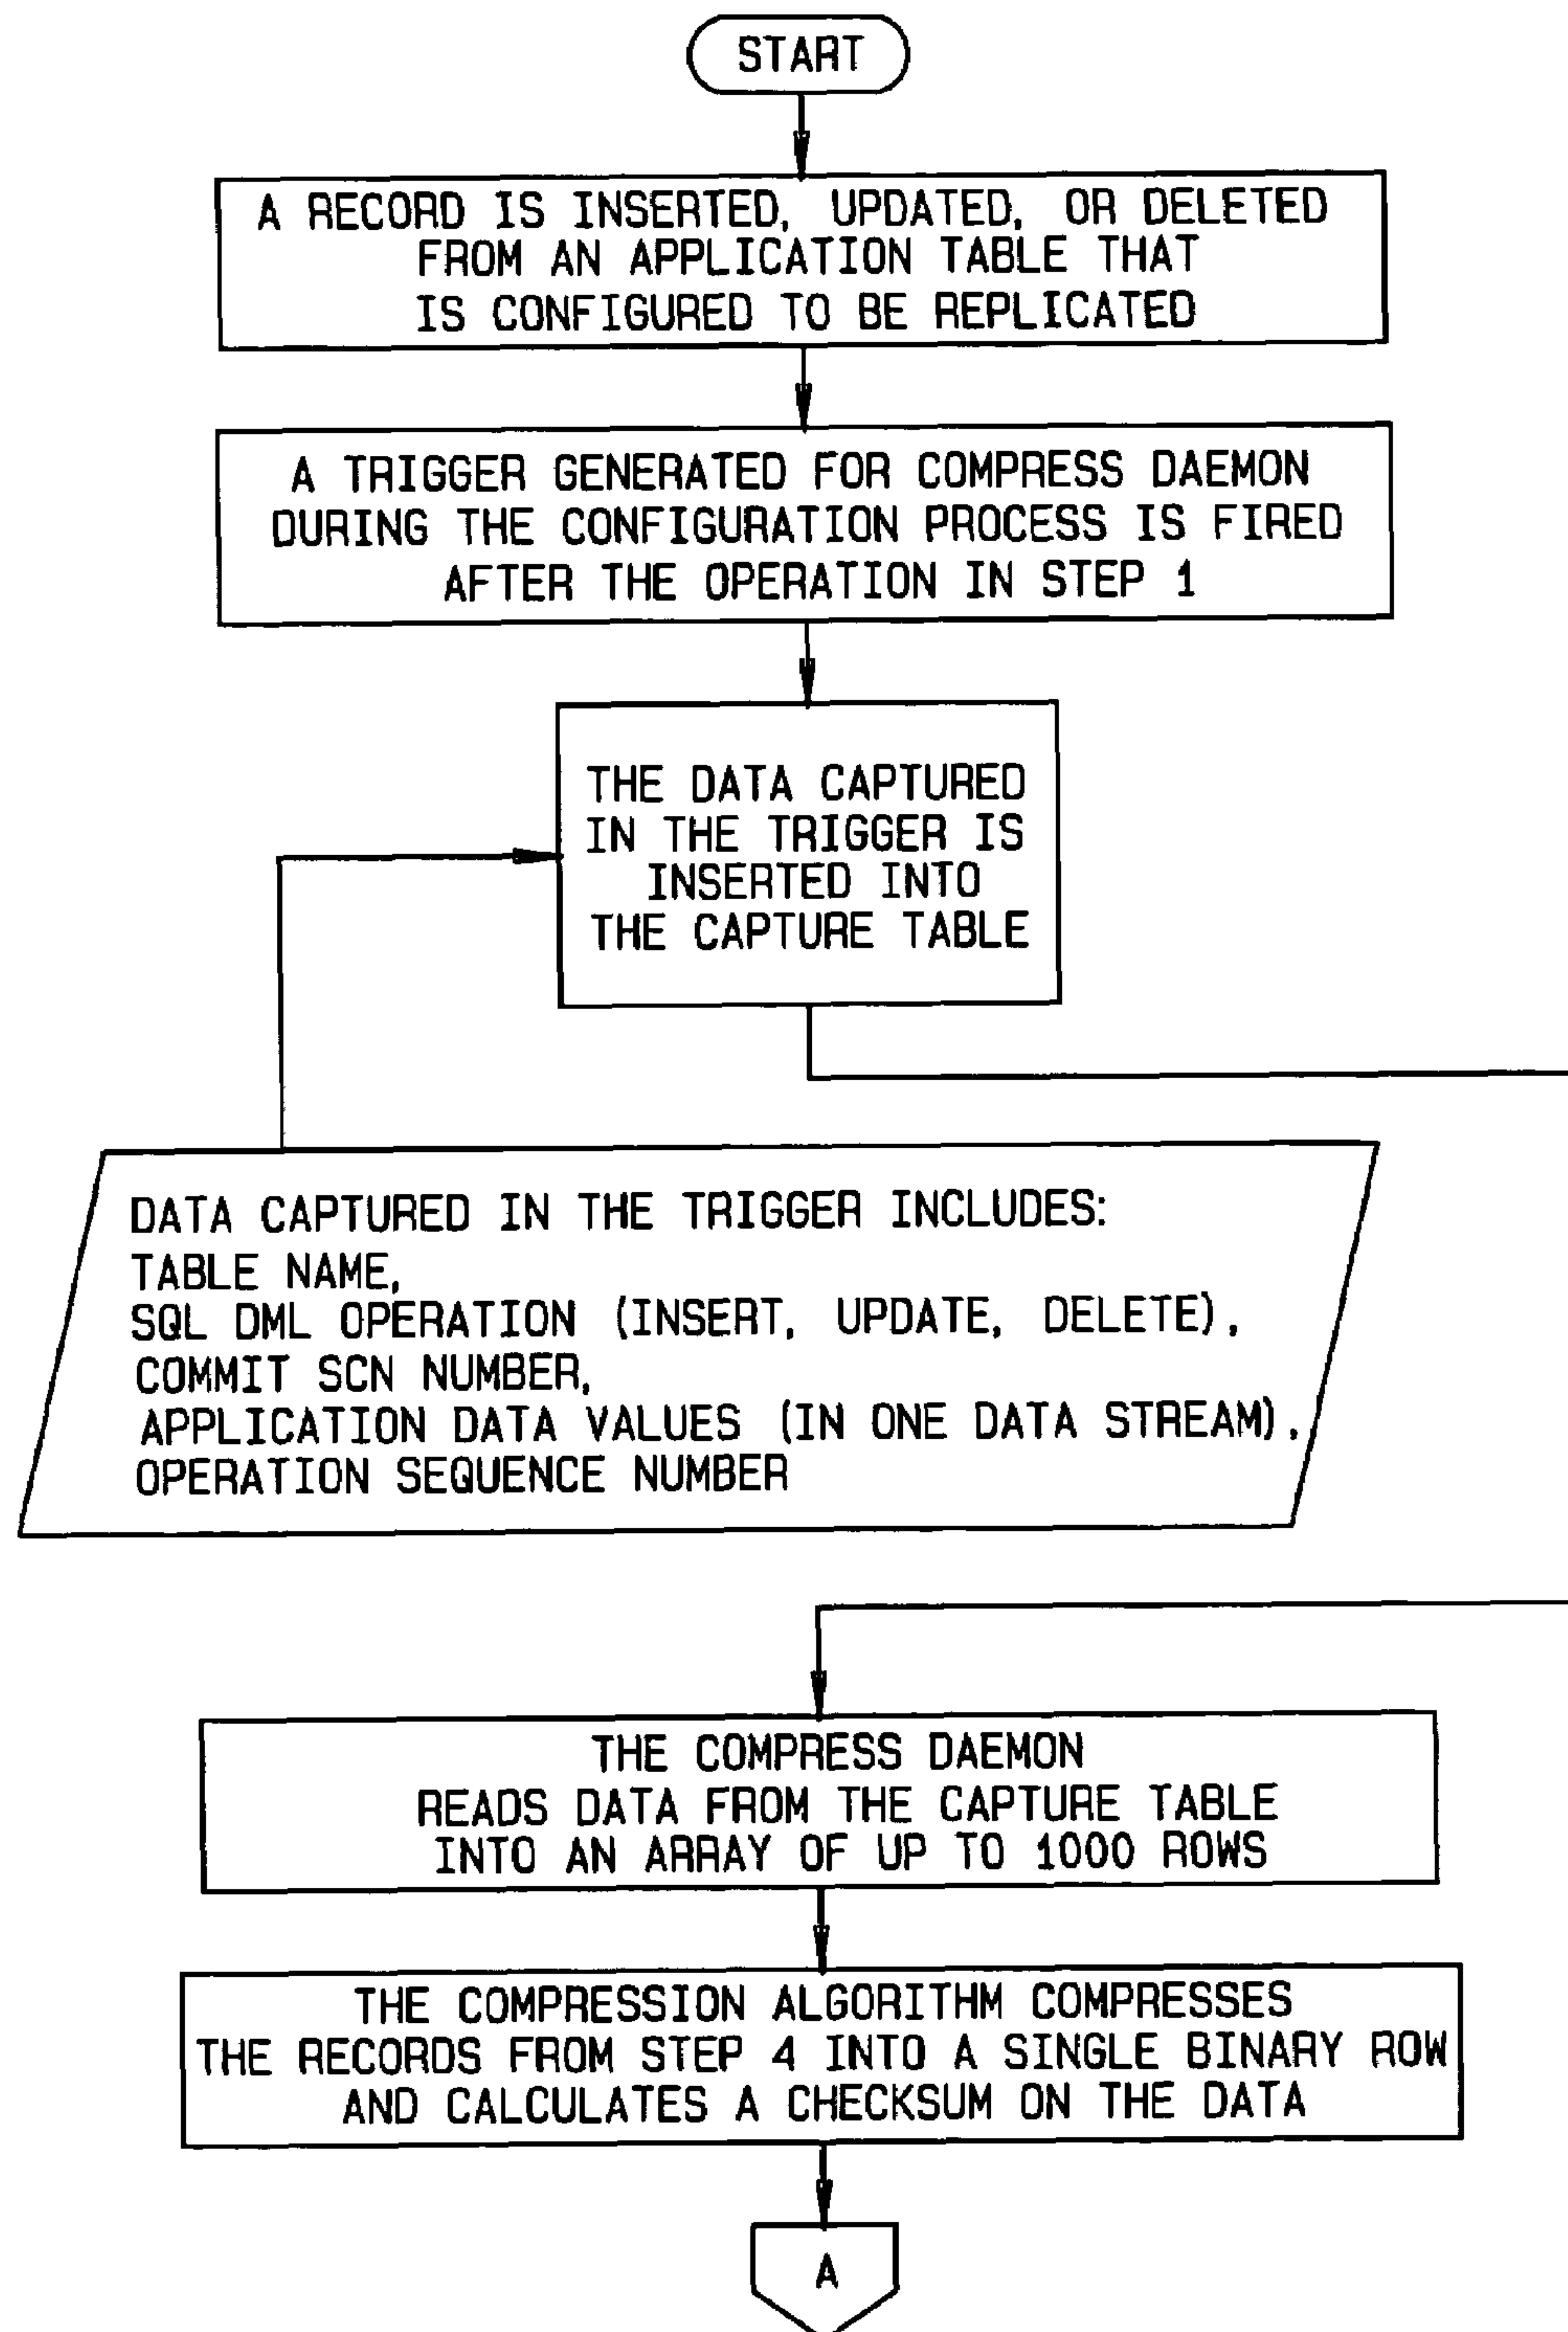 START
A RECORD IS INSERTED, UPDATED, OR DELETED
FROM AN APPLICATION TABLE THAT
IS CONFIGURED TO BE REPLICATED
A TRIGGER GENERATED FOR COMPRESS DAEMON
DURING THE CONFIGURATION PROCESS IS FIRED
AFTER THE OPERATION IN STEP 1
THE DATA CAPTURED
IN THE TRIGGER IS
INSERTED INTO
THE CAPTURE TABLE
DATA CAPTURED IN THE TRIGGER INCLUDES:
TABLE NAME,
SQL DML OPERATION (INSERT, UPDATE, DELETE),
COMMIT SCN NUMBER,
APPLICATION DATA VALUES (IN ONE DATA STREAM),
OPERATION SEQUENCE NUMBER
THE COMPRESS DAEMON
READS DATA FROM THE CAPTURE TABLE
INTO AN ARRAY OF UP TO 1000 ROWS
THE COMPRESSION ALGORITHM COMPRESSES
THE RECORDS FROM STEP 4 INTO A SINGLE BINARY ROW
AND CALCULATES A CHECKSUM ON THE DATA
A